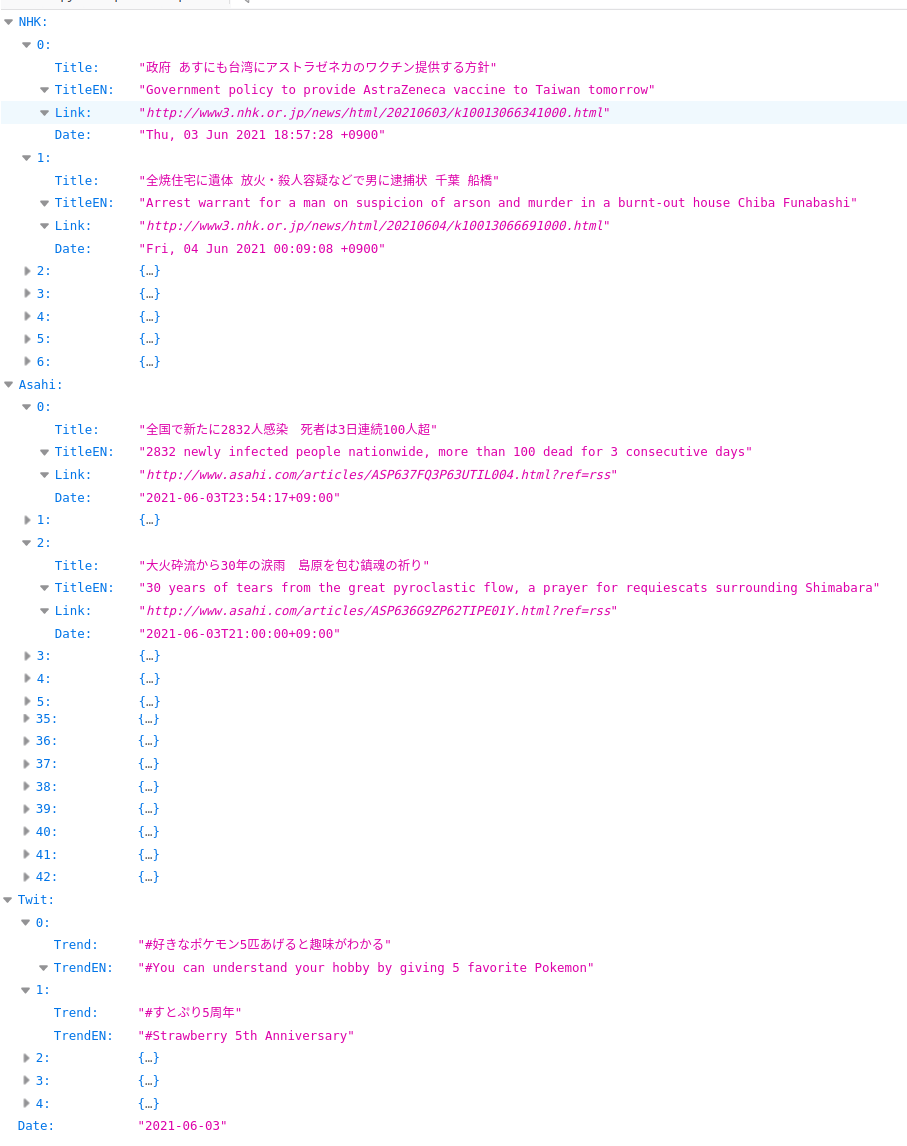 NHK:
0:
Title: "政府 あすにも台湾にアストラゼネカのワクチン提供する方針"
TitleEN: "Government policy to provide AstraZeneca vaccine to Taiwan tomorrow"
Link: "http://www3.nhk.or.jp/news/html/20210603/k10013066341000.html"
Date: "Thu, 03 Jun 2021 18:57:28 +0900"
1:
Title: "全焼住宅に遺体 放火・殺人容疑などで男に逮捕状 千葉 船橋"
TitleEN: "Arrest warrant for a man on suspicion of arson and murder in a burnt-out house Chiba Funabashi"
Link: "http://www3.nhk.or.jp/news/html/20210604/k10013066691000.html"
Date: "Fri, 04 Jun 2021 00:09:08 +0900"
2: {…}
3: {…}
4: {…}
5: {…}
6: {…}
Asahi:
0:
Title: "全国で新たに2832人感染　死者は3日連続100人超"
TitleEN: "2832 newly infected people nationwide, more than 100 dead for 3 consecutive days"
Link: "http://www.asahi.com/articles/ASP637FQ3P63UTIL004.html?ref=rss"
Date: "2021-06-03T23:54:17+09:00"
1: {…}
2:
Title: "大火砕流から30年の涙雨　島原を包む鎮魂の祈り"
TitleEN: "30 years of tears from the great pyroclastic flow, a prayer for requiescats surrounding Shimabara"
Link: "http://www.asahi.com/articles/ASP636G9ZP62TIPE01Y.html?ref=rss"
Date: "2021-06-03T21:00:00+09:00"
3: {…}
4: {…}
5: {…}
35: {…}
36: {…}
37: {…}
38: {…}
39: {…}
40: {…}
41: {…}
42: {…}
Twit:
0:
Trend: "#好きなポケモン5匹あげると趣味がわかる"
TrendEN: "#You can understand your hobby by giving 5 favorite Pokemon"
1:
Trend: "#すとぷり5周年"
TrendEN: "#Strawberry 5th Anniversary"
2: {…}
3: {…}
4: {…}
Date: "2021-06-03"